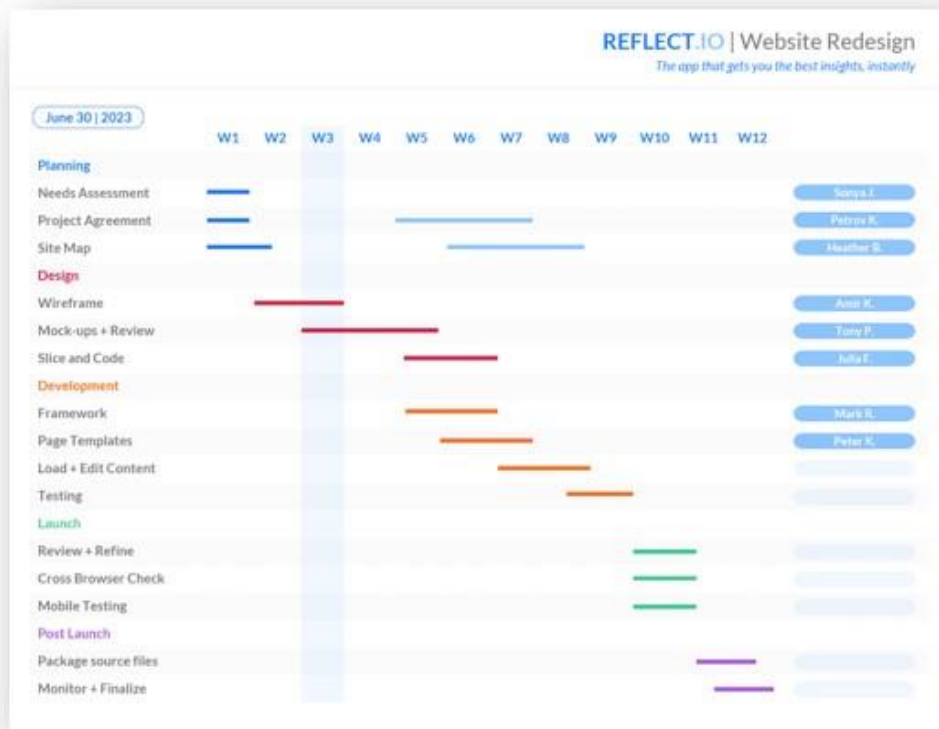 REFLECT.IO | Website Redesign
The app that gets you the best insights, instantly
June 30 | 2023
W1 W2 W3 W4 W5 W6 W7 W8 W9 W10 W11 W12
Planning
Needs Assessment Sonya J.
Project Agreement Petrov K.
Site Map Heather B.
Design
Wireframe Amir K.
Mock-ups + Review Tony P.
Slice and Code Julia F.
Development
Framework Mark R.
Page Templates Peter K.
Load + Edit Content
Testing
Launch
Review + Refine
Cross Browser Check
Mobile Testing
Post Launch
Package source files
Monitor + Finalize